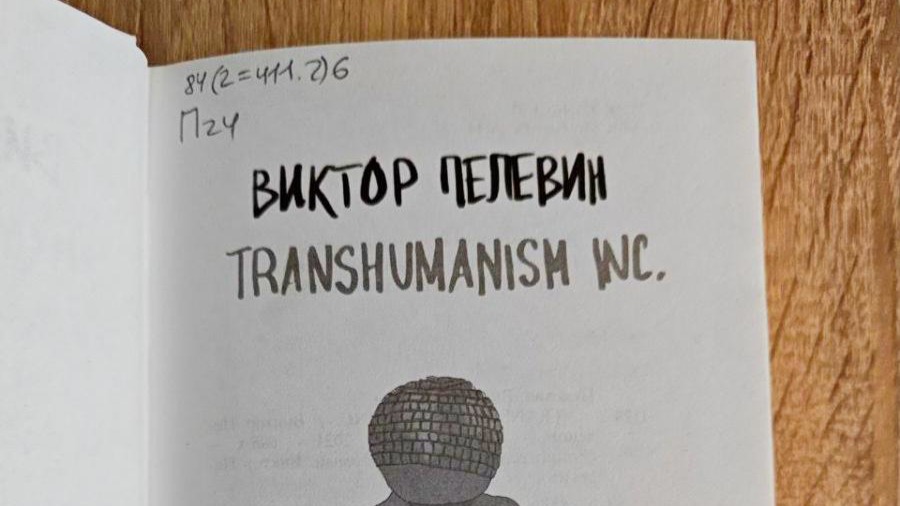 84(2=411.2)6
П24
ВИКТОР ПЕЛЕВИН
TRANSHUMANISM INC.